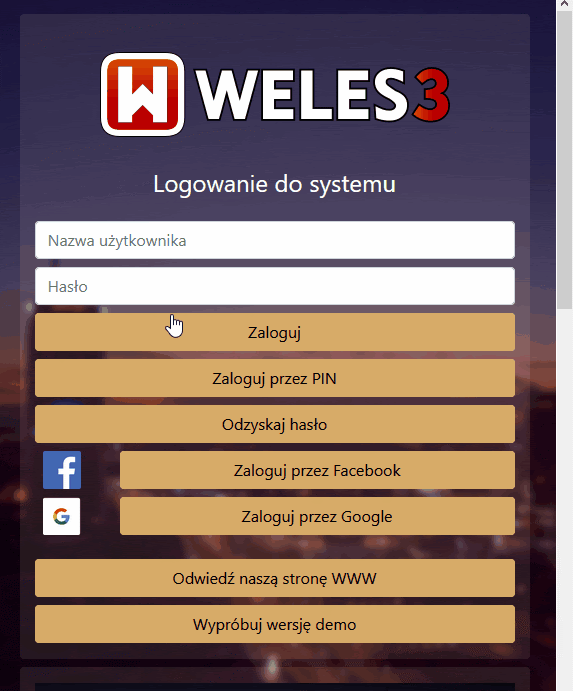 W WELES3
Logowanie do systemu
Nazwa użytkownika
Hasło
Zaloguj
Zaloguj przez PIN
Odzyskaj hasło
f Zaloguj przez Facebook
G Zaloguj przez Google
Odwiedź naszą stronę WWW
Wypróbuj wersję demo